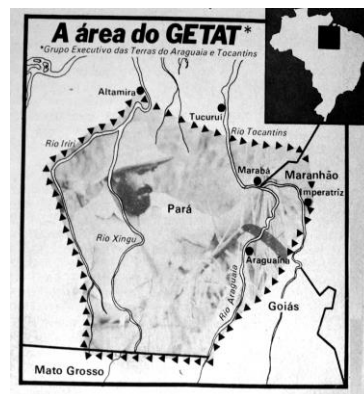 A área do GETAT*
*Grupo Executivo das Terras do Araguaia e Tocantins
Altamira
Tucuruí
Rio Tocantins
Rio Iriri
Marabá
Maranhão
Imperatriz
Pará
Rio Xingu
Araguaína
Rio Araguaia
Goiás
Mato Grosso